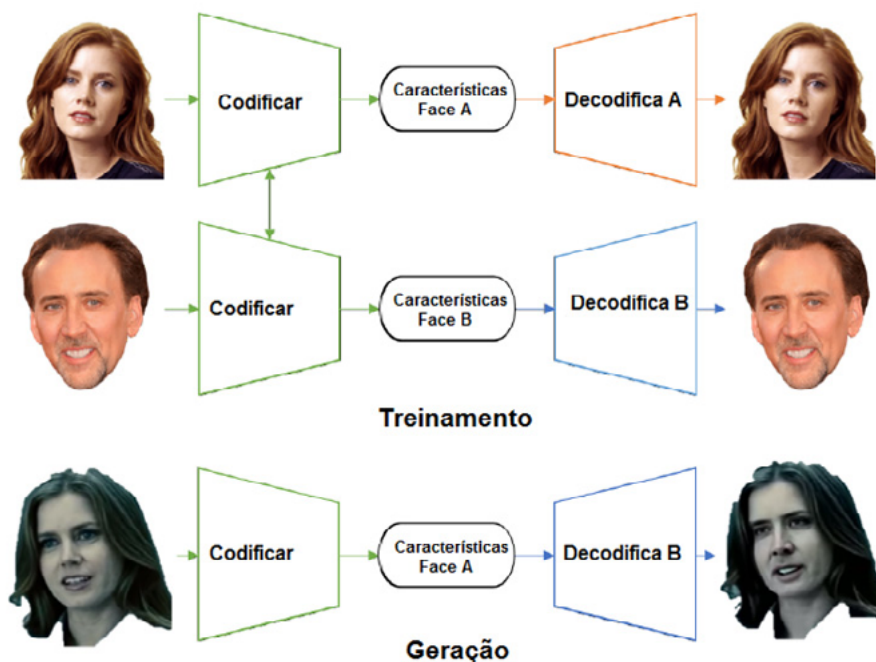 Codificar
Características
Face A
Decodifica A
Codificar
Características
Face B
Decodifica B
Treinamento
Codificar
Características
Face A
Decodifica B
Geração